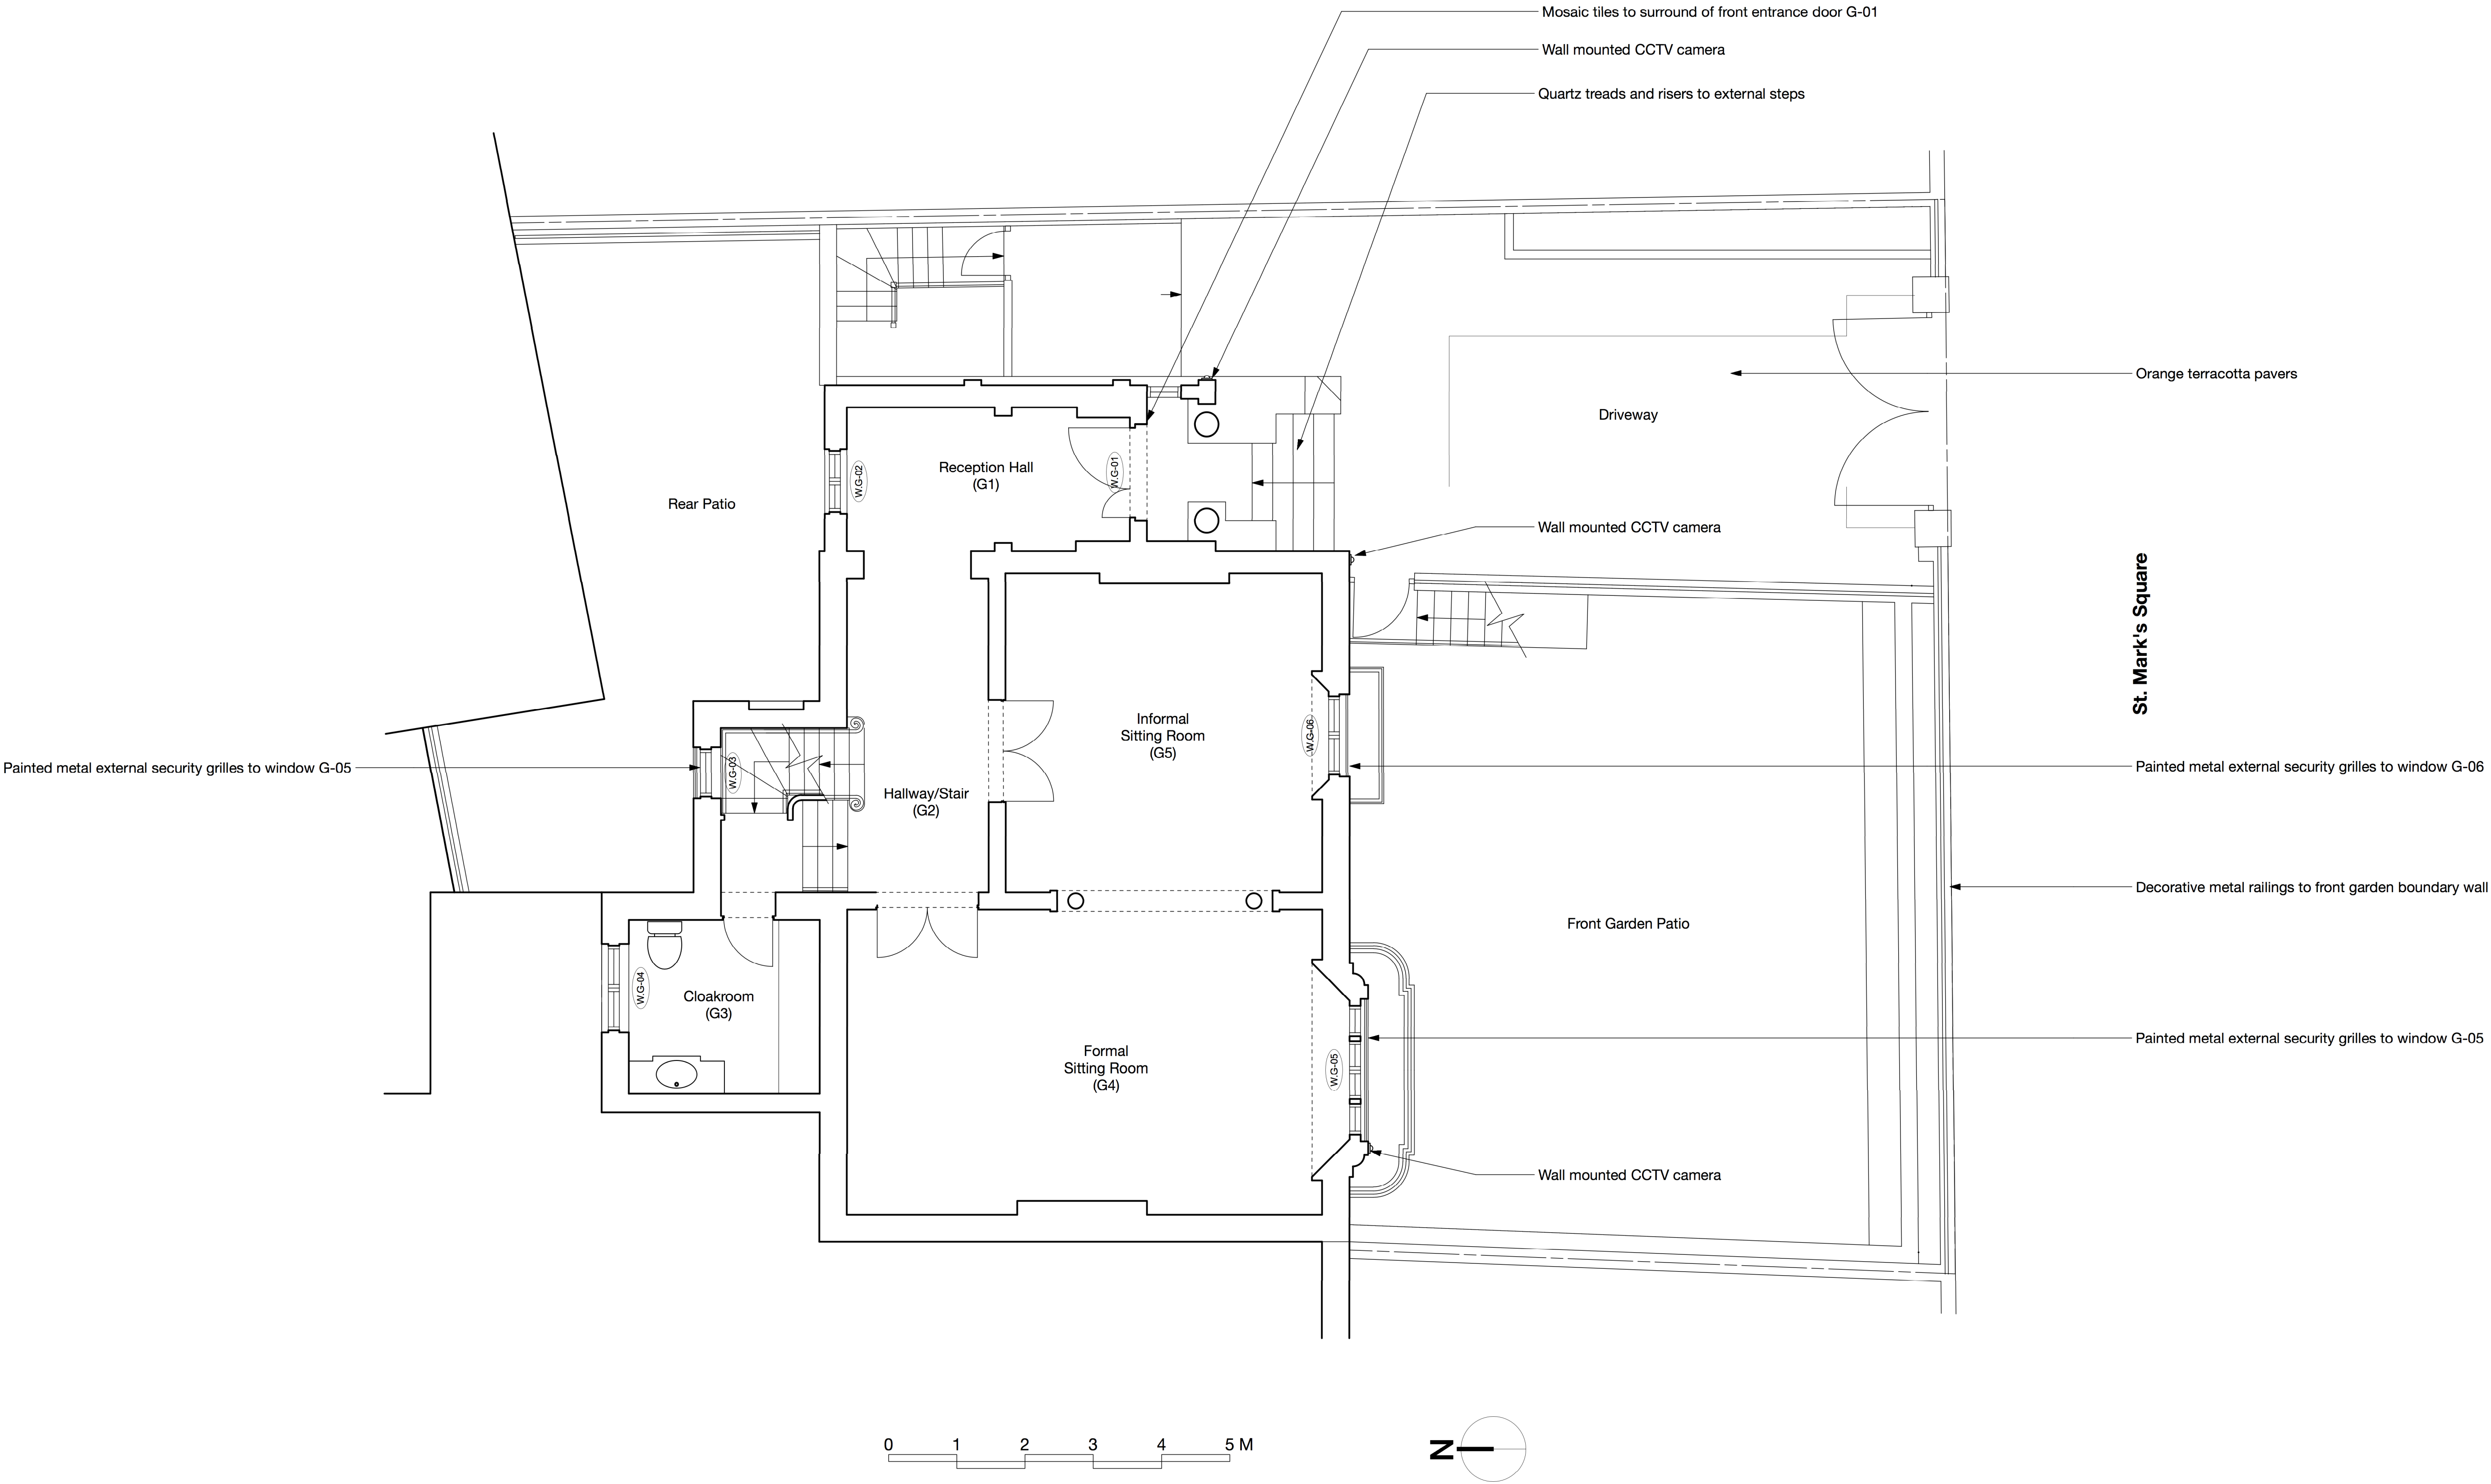 Mosaic tiles to surround of front entrance door G-01
Wall mounted CCTV camera
Quartz treads and risers to external steps
Orange terracotta pavers
Driveway
Reception Hall
(G1)
W.G-01
W.G-02
Rear Patio
Wall mounted CCTV camera
St. Mark's Square
Informal
Sitting Room
(G5)
W.G-06
W.G-03
Painted metal external security grilles to window G-05
Painted metal external security grilles to window G-06
Hallway/Stair
(G2)
Decorative metal railings to front garden boundary wall
Front Garden Patio
W.G-04
Cloakroom
(G3)
Formal
Sitting Room
(G4)
W.G-05
Painted metal external security grilles to window G-05
Wall mounted CCTV camera
0 1 2 3 4 5 M
N